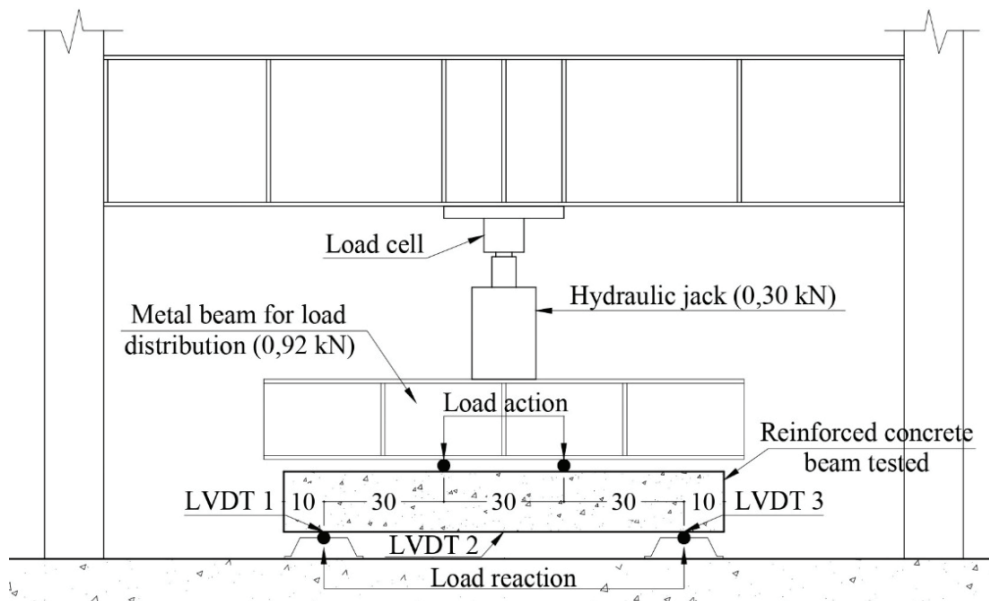 Load cell
Hydraulic jack (0,30 kN)
Metal beam for load
distribution (0,92 kN)
Load action
Reinforced concrete
beam tested
LVDT 1
10
30
30
30
10
LVDT 3
LVDT 2
Load reaction